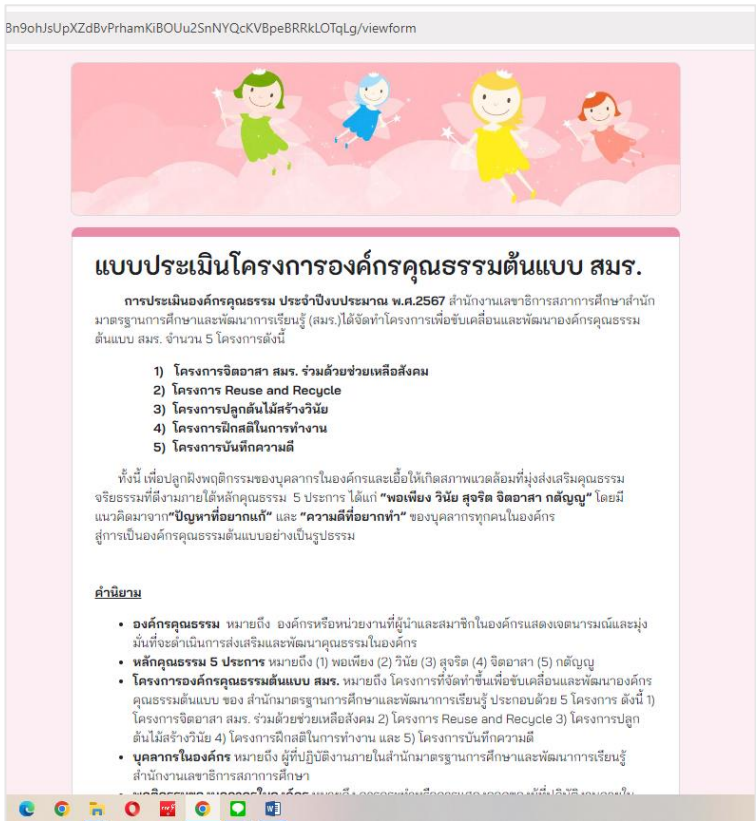 Bn9ohJsUpXZdBvPrhamKiBOUu2SnNYQcKVBpeBRRkLOTqLg/viewform
แบบประเมินโครงการองค์กรคุณธรรมต้นแบบ สมร.
การประเมินองค์กรคุณธรรม ประจำปีงบประมาณ พ.ศ.2567 สำนักงานเลขาธิการสภาการศึกษาสำนัก
มาตรฐานการศึกษาและพัฒนาการเรียนรู้ (สมร.)ได้จัดทำโครงการเพื่อขับเคลื่อนและพัฒนาองค์กรคุณธรรม
ต้นแบบ สมร. จำนวน 5 โครงการดังนี้
1) โครงการจิตอาสา สมร. ร่วมด้วยช่วยเหลือสังคม
2) โครงการ Reuse and Recycle
3) โครงการปลูกต้นไม้สร้างวินัย
4) โครงการฝึกสติในการทำงาน
5) โครงการบันทึกความดี
ทั้งนี้ เพื่อปลูกฝังพฤติกรรมของบุคลากรในองค์กรและเอื้อให้เกิดสภาพแวดล้อมที่มุ่งส่งเสริมคุณธรรม
จริยธรรมที่ดีงามภายใต้หลักคุณธรรม 5 ประการ ได้แก่ “พอเพียง วินัย สุจริต จิตอาสา กตัญญู” โดยมี
แนวคิดมาจาก“ปัญหาที่อยากแก้” และ “ความดีที่อยากทำ” ของบุคลากรทุกคนในองค์กร
สู่การเป็นองค์กรคุณธรรมต้นแบบอย่างเป็นรูปธรรม
คำนิยาม
• องค์กรคุณธรรม หมายถึง องค์กรหรือหน่วยงานที่ผู้นำและสมาชิกในองค์กรแสดงเจตนารมณ์และมุ่ง
มั่นที่จะดำเนินการส่งเสริมและพัฒนาคุณธรรมในองค์กร
• หลักคุณธรรม 5 ประการ หมายถึง (1) พอเพียง (2) วินัย (3) สุจริต (4) จิตอาสา (5) กตัญญู
• โครงการองค์กรคุณธรรมต้นแบบ สมร. หมายถึง โครงการที่จัดทำขึ้นเพื่อขับเคลื่อนและพัฒนาองค์กร
คุณธรรมต้นแบบ ของ สำนักมาตรฐานการศึกษาและพัฒนาการเรียนรู้ ประกอบด้วย 5 โครงการ ดังนี้ 1)
โครงการจิตอาสา สมร. ร่วมด้วยช่วยเหลือสังคม 2) โครงการ Reuse and Recycle 3) โครงการปลูก
ต้นไม้สร้างวินัย 4) โครงการฝึกสติในการทำงาน และ 5) โครงการบันทึกความดี
• บุคลากรในองค์กร หมายถึง ผู้ที่ปฏิบัติงานภายในสำนักมาตรฐานการศึกษาและพัฒนาการเรียนรู้
สำนักงานเลขาธิการสภาการศึกษา